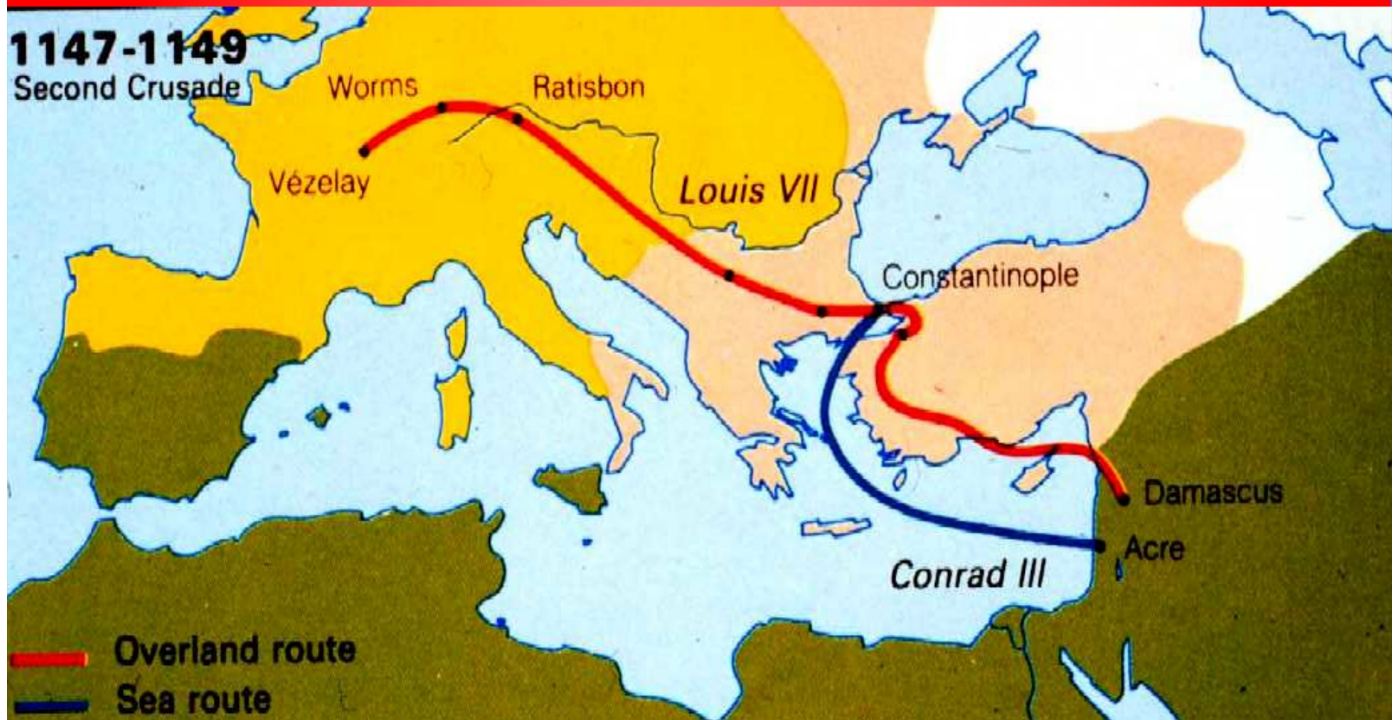 1147-1149
Second Crusade
Worms
Ratisbon
Vézelay
Louis VII
Constantinople
Damascus
Acre
Conrad III
Overland route
Sea route